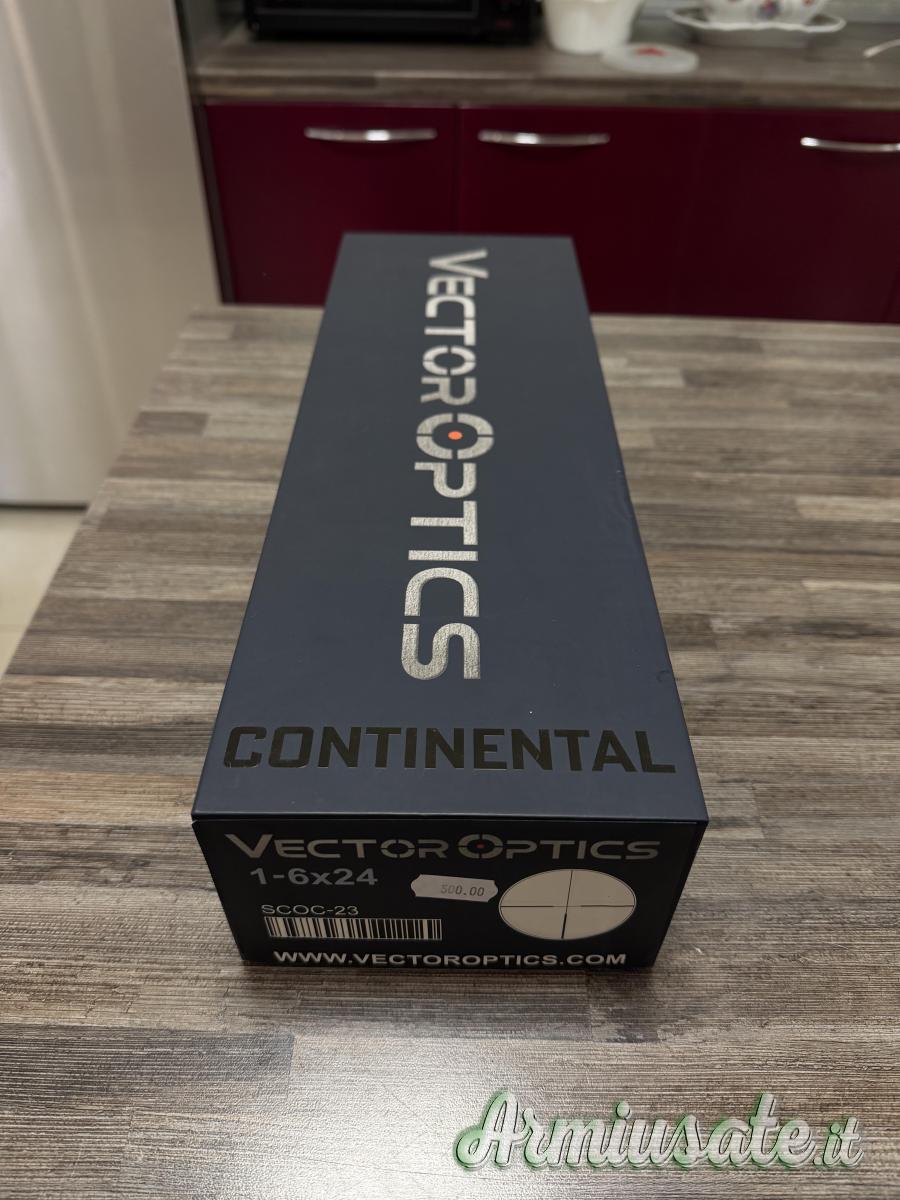 VECTOR OPTICS
CONTINENTAL
VECTOR OPTICS
1-6x24
500.00
SCOC-23
WWW.VECTOROPTICS.COM
Armiusate.it